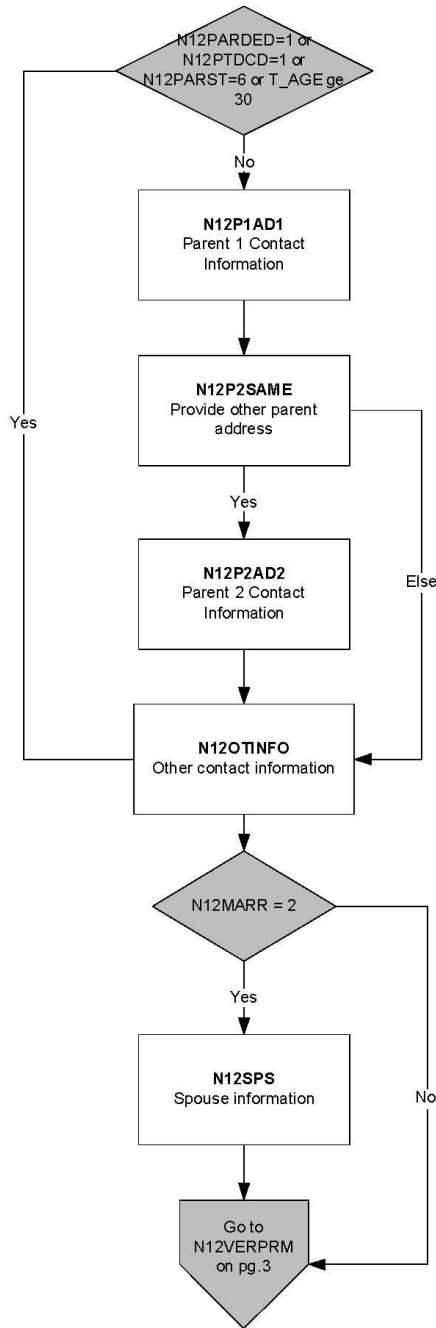 N12PARDED=1 or
N12PTDCD=1 or
N12PARST=6 or T_AGE ge
30
No
N12P1AD1
Parent 1 Contact
Information
Yes
N12P2SAME
Provide other parent
address
Yes
Else
N12P2AD2
Parent 2 Contact
Information
N12OTINFO
Other contact information
N12MARR = 2
Yes
No
N12SPS
Spouse information
Go to
N12VERPRM
on pg.3